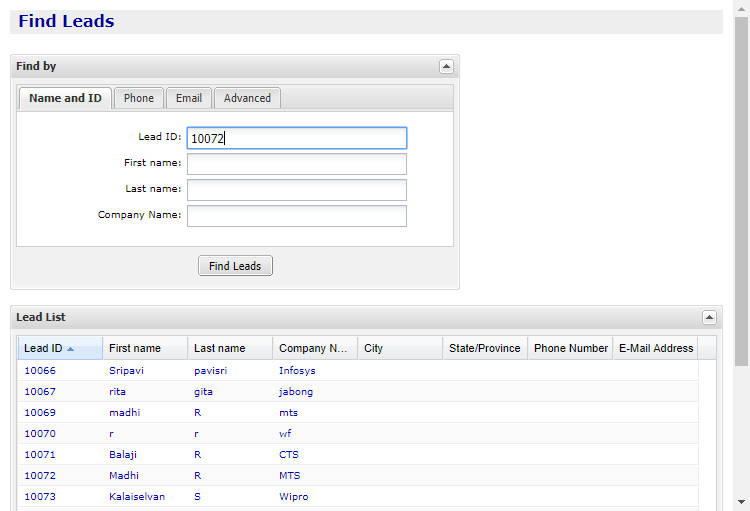 Find Leads
Find by
Name and ID Phone Email Advanced
Lead ID: 10072
First name:
Last name:
Company Name:
Find Leads
Lead List
Lead ID First name Last name Company N... City State/Province Phone Number E-Mail Address
10066 Sripavi pavisri Infosys
10067 rita gita jabong
10069 madhi R mts
10070 r r wf
10071 Balaji R CTS
10072 Madhi R MTS
10073 Kalaiselvan S Wipro